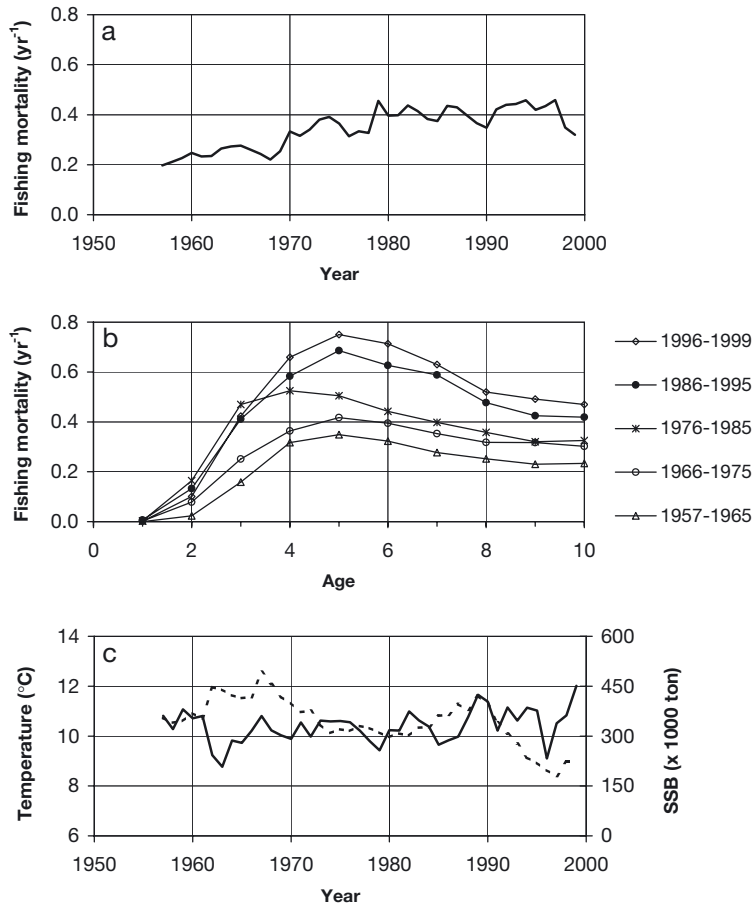 a
Fishing mortality (yr⁻¹)
0.8
0.6
0.4
0.2
0.0
1950 1960 1970 1980 1990 2000
Year
b
Fishing mortality (yr⁻¹)
0.8
0.6
0.4
0.2
0.0
0 2 4 6 8 10
Age
1996-1999
1986-1995
1976-1985
1966-1975
1957-1965
c
Temperature (°C)
14
12
10
8
6
SSB (x 1000 ton)
600
450
300
150
0
1950 1960 1970 1980 1990 2000
Year